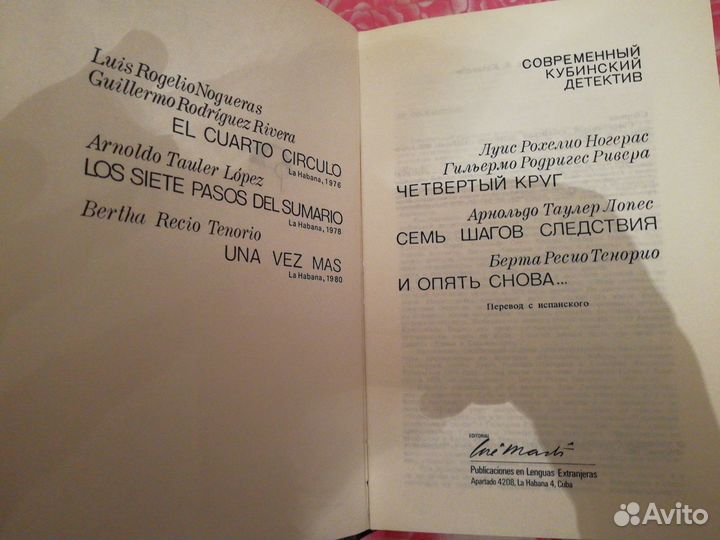 Luis Rogelio Nogueras
Guillermo Rodríguez Rivera
EL CUARTO CIRCULO
La Habana, 1976
Arnoldo Tauler López
LOS SIETE PASOS DEL SUMARIO
La Habana, 1978
Bertha Recio Tenorio
UNA VEZ MAS
La Habana, 1980
СОВРЕМЕННЫЙ
КУБИНСКИЙ
ДЕТЕКТИВ
Луис Рохелио Ногерас
Гильермо Родригес Ривера
ЧЕТВЕРТЫЙ КРУГ
Арнольдо Таулер Лопес
СЕМЬ ШАГОВ СЛЕДСТВИЯ
Берта Ресио Тенорио
И ОПЯТЬ СНОВА...
Перевод с испанского
EDITORIAL
José Martí
Publicaciones en Lenguas Extranjeras
Apartado 4208, La Habana 4, Cuba
Avito